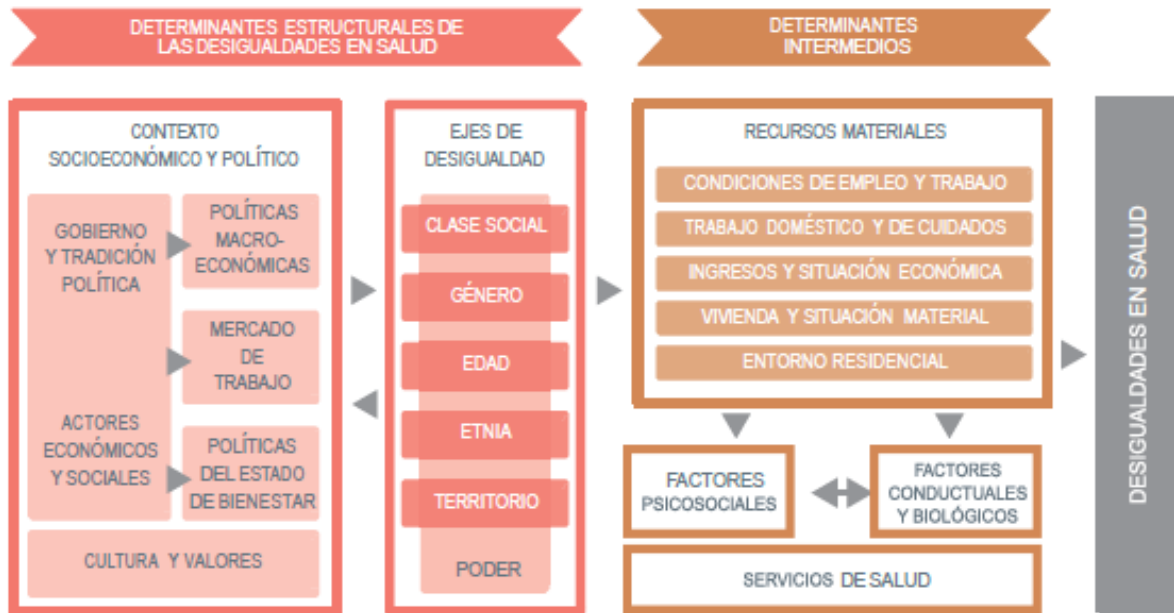 DETERMINANTES ESTRUCTURALES DE
LAS DESIGUALDADES EN SALUD
DETERMINANTES
INTERMEDIOS
CONTEXTO
SOCIOECONÓMICO Y POLÍTICO
GOBIERNO
Y TRADICIÓN
POLÍTICA
ACTORES
ECONÓMICOS
Y SOCIALES
POLÍTICAS
MACRO-
ECONÓMICAS
MERCADO
DE
TRABAJO
POLÍTICAS
DEL ESTADO
DE BIENESTAR
CULTURA Y VALORES
EJES DE
DESIGUALDAD
CLASE SOCIAL
GÉNERO
EDAD
ETNIA
TERRITORIO
PODER
RECURSOS MATERIALES
CONDICIONES DE EMPLEO Y TRABAJO
TRABAJO DOMÉSTICO Y DE CUIDADOS
INGRESOS Y SITUACIÓN ECONÓMICA
VIVIENDA Y SITUACIÓN MATERIAL
ENTORNO RESIDENCIAL
FACTORES
PSICOSOCIALES
FACTORES
CONDUCTUALES
Y BIOLÓGICOS
SERVICIOS DE SALUD
DESIGUALDADES EN SALUD